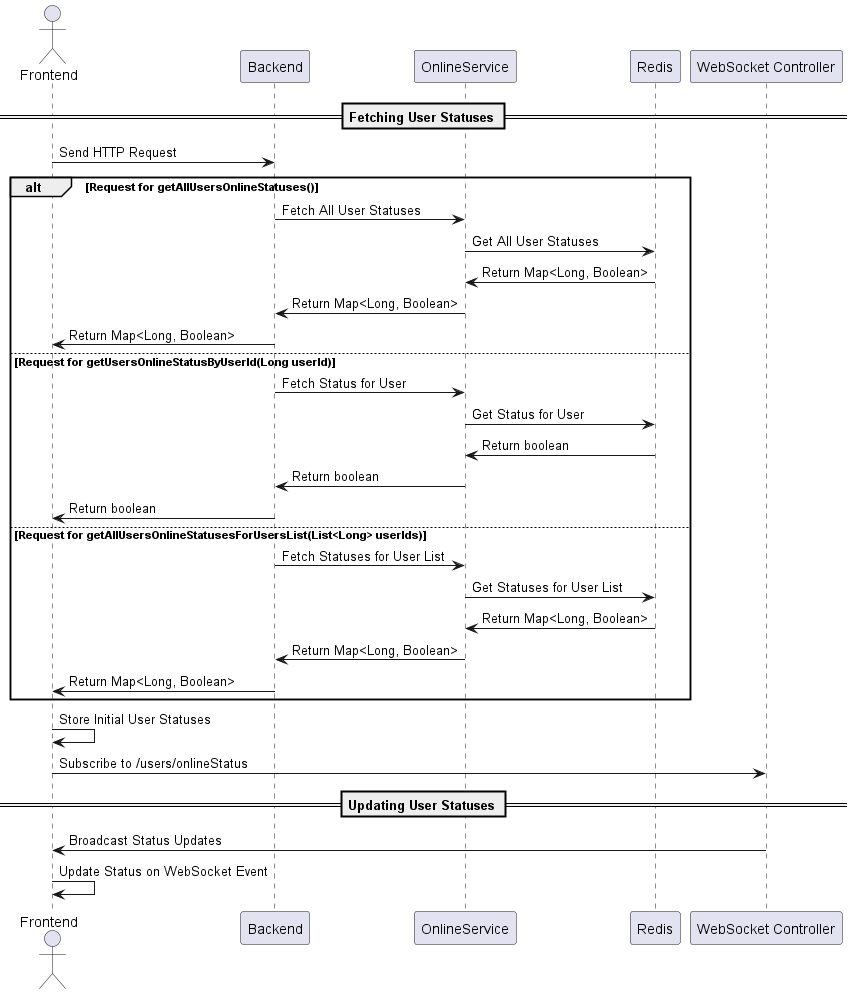 Frontend
Backend
OnlineService
Redis
WebSocket Controller
Fetching User Statuses
Send HTTP Request
alt
[Request for getAllUsersOnlineStatuses()]
Fetch All User Statuses
Get All User Statuses
Return Map<Long, Boolean>
Return Map<Long, Boolean>
Return Map<Long, Boolean>
[Request for getUsersOnlineStatusByUserId(Long userId)]
Fetch Status for User
Get Status for User
Return boolean
Return boolean
Return boolean
[Request for getAllUsersOnlineStatusesForUsersList(List<Long> userIds)]
Fetch Statuses for User List
Get Statuses for User List
Return Map<Long, Boolean>
Return Map<Long, Boolean>
Return Map<Long, Boolean>
Store Initial User Statuses
Subscribe to /users/onlineStatus
Updating User Statuses
Broadcast Status Updates
Update Status on WebSocket Event
Frontend
Backend
OnlineService
Redis
WebSocket Controller